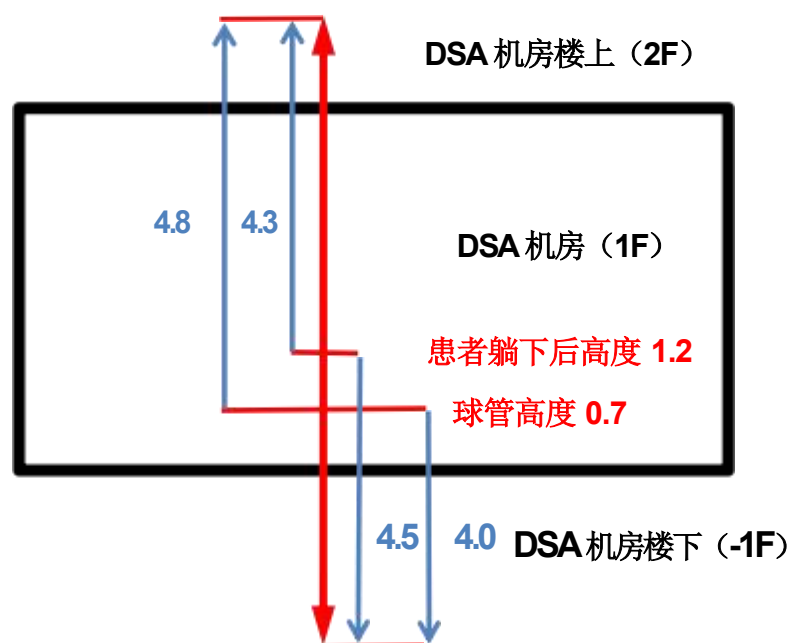 DSA 机房楼上（2F）
4.8
4.3
DSA 机房（1F）
患者躺下后高度 1.2
球管高度 0.7
4.5
4.0
DSA 机房楼下（-1F）